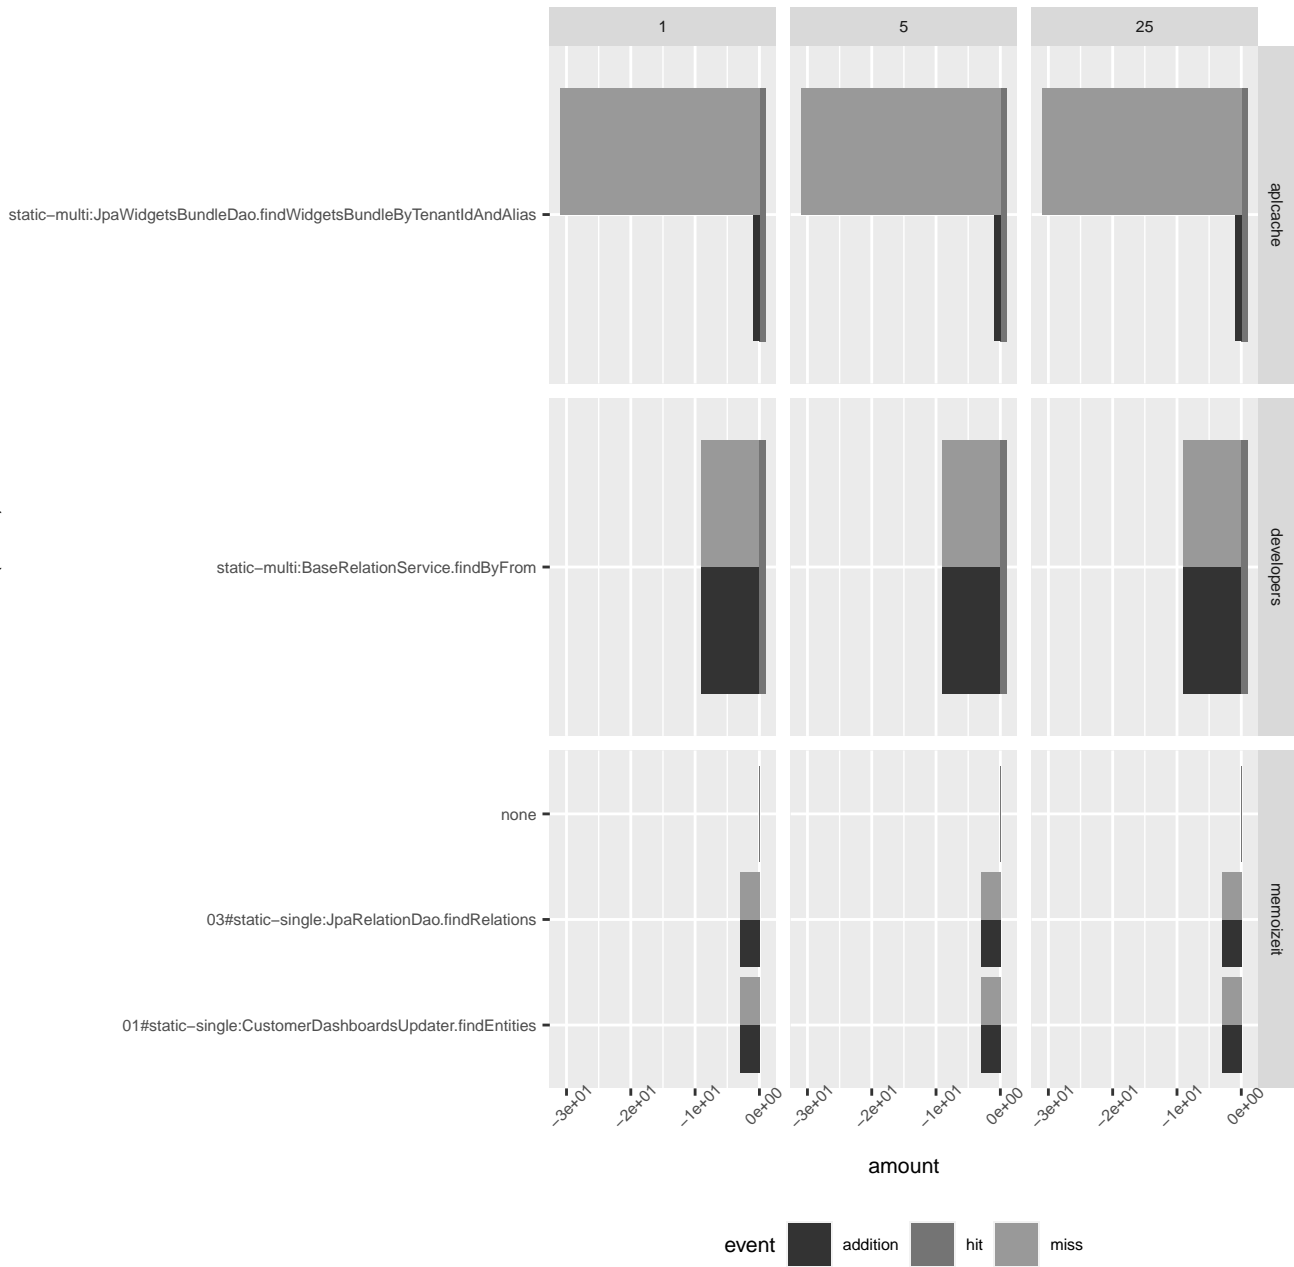 1 5 25
static−multi:JpaWidgetsBundleDao.findWidgetsBundleByTenantIdAndAlias
aplcache
static−multi:BaseRelationService.findByFrom
developers
none
03#static−single:JpaRelationDao.findRelations
01#static−single:CustomerDashboardsUpdater.findEntities
memoizeit
−3e+01 −2e+01 −1e+01 0e+00 −3e+01 −2e+01 −1e+01 0e+00 −3e+01 −2e+01 −1e+01 0e+00
amount
event addition hit miss